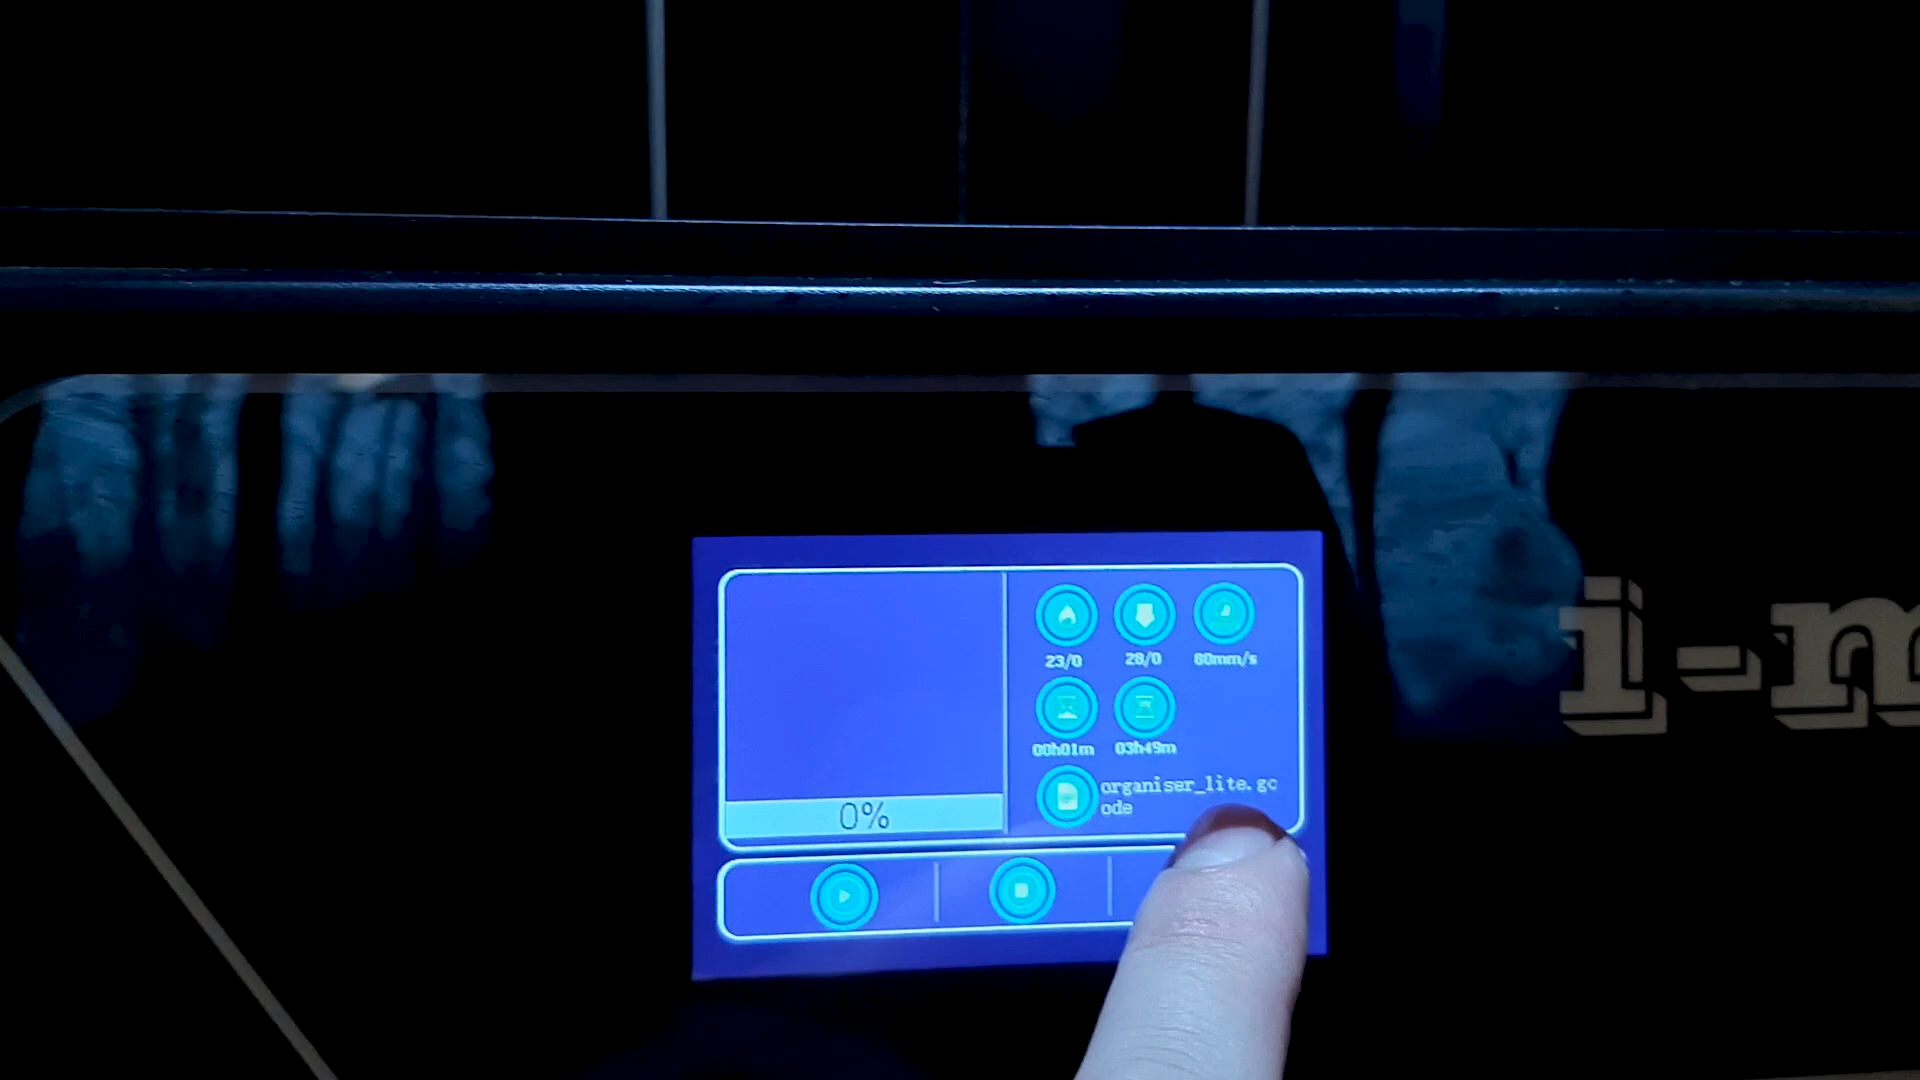 23/0 28/0 80mm/s
00h01m 03h49m
organiser_lite.gc
ode
0%
i-m